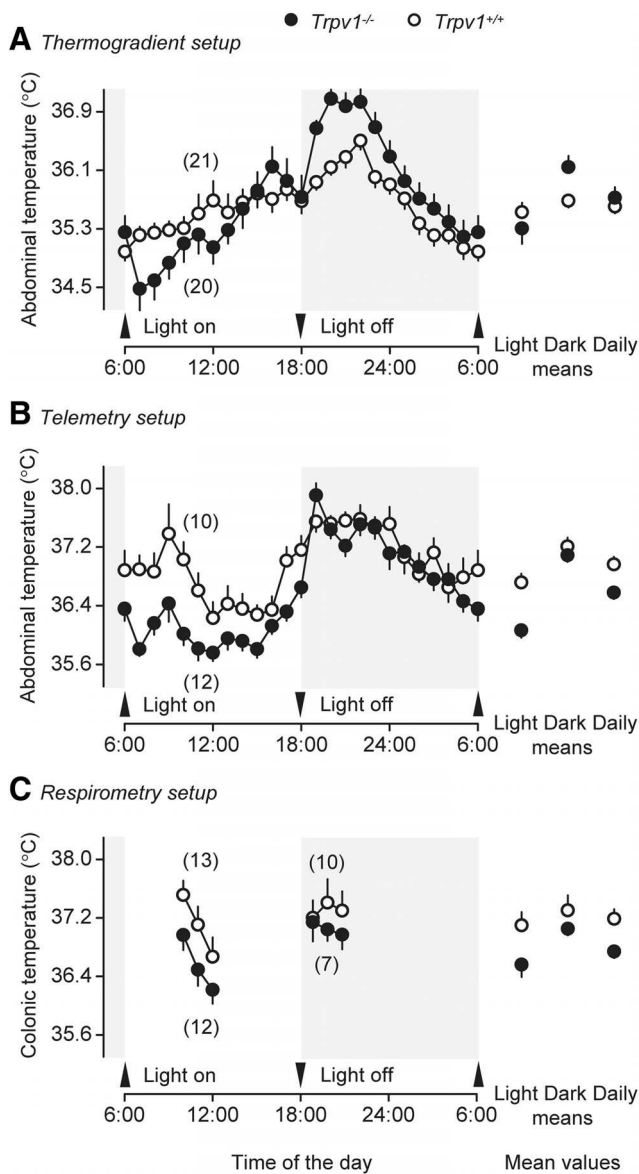 Trpv1-/- Trpv1+/+
A Thermogradient setup
Abdominal temperature (°C)
36.9
36.1
35.3
34.5
(21)
(20)
Light on Light off
6:00 12:00 18:00 24:00 6:00
Light Dark Daily
means
B Telemetry setup
Abdominal temperature (°C)
38.0
37.2
36.4
35.6
(10)
(12)
Light on Light off
6:00 12:00 18:00 24:00 6:00
Light Dark Daily
means
C Respirometry setup
Colonic temperature (°C)
38.0
37.2
36.4
35.6
(13) (10)
(7)
(12)
Light on Light off
6:00 12:00 18:00 24:00 6:00
Light Dark Daily
means
Time of the day Mean values